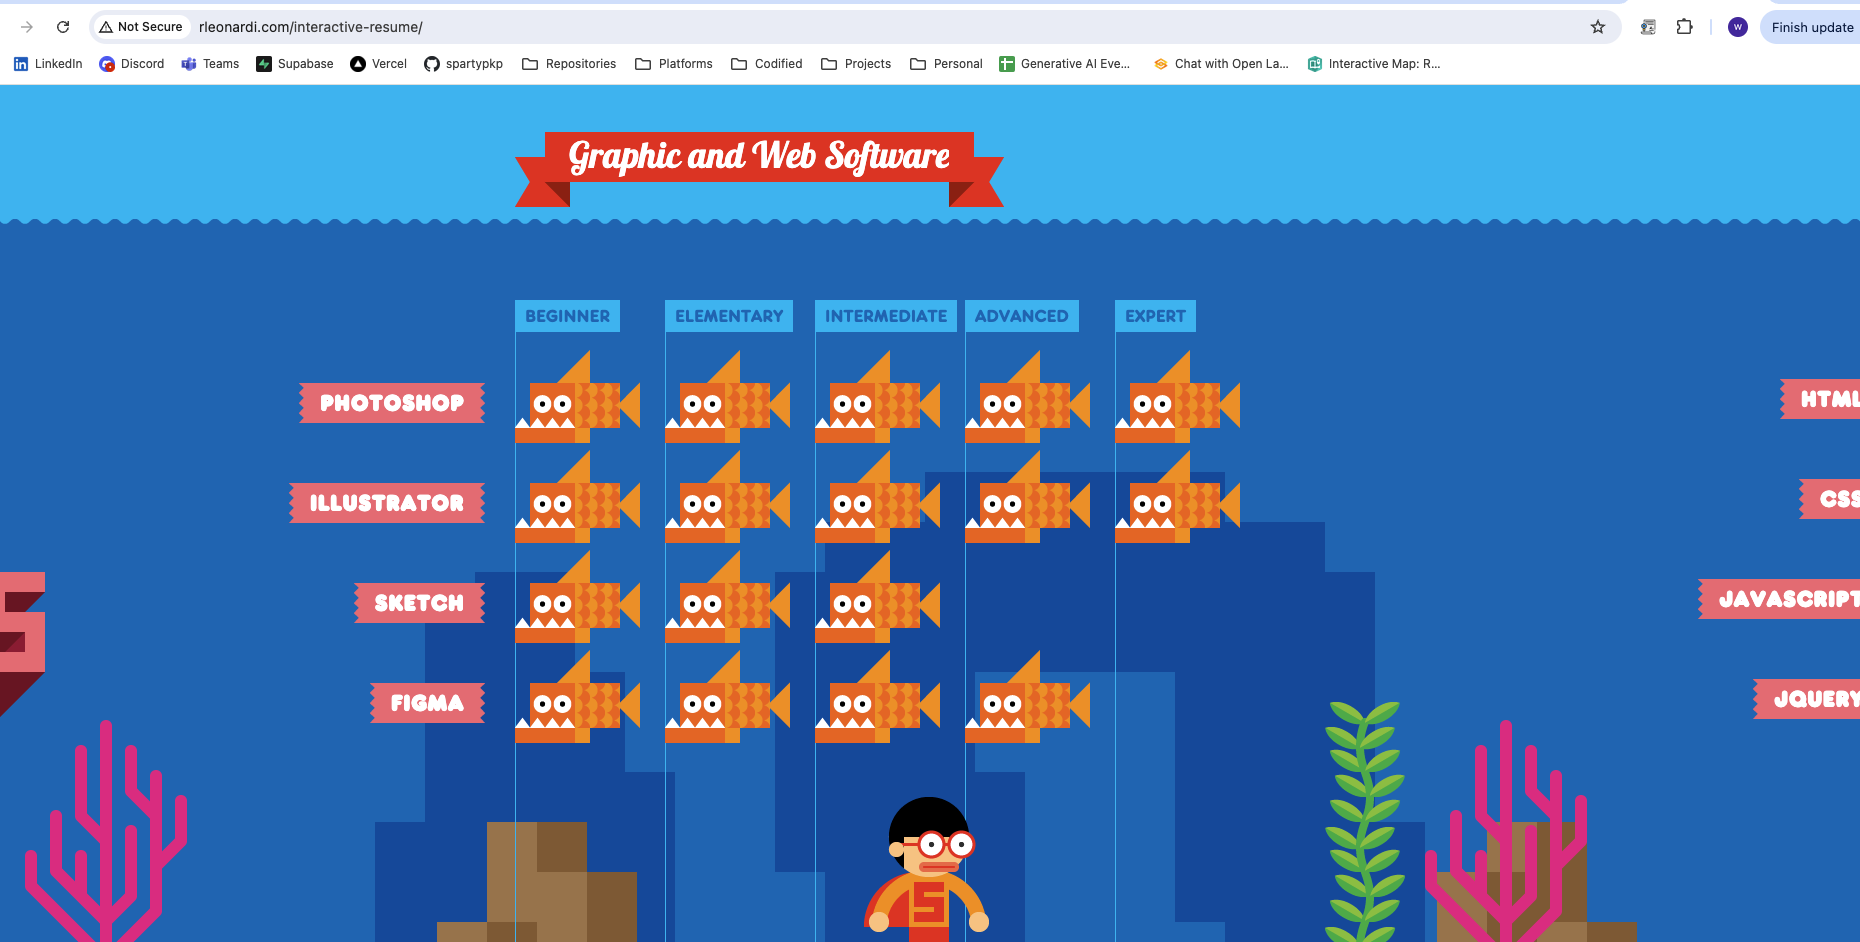 Not Secure rleonardi.com/interactive-resume/ W Finish update
LinkedIn Discord Teams Supabase Vercel spartypkp Repositories Platforms Codified Projects Personal Generative AI Eve... Chat with Open La... Interactive Map: R...
Graphic and Web Software
BEGINNER ELEMENTARY INTERMEDIATE ADVANCED EXPERT
PHOTOSHOP
HTML
ILLUSTRATOR
CSS
SKETCH
JAVASCRIPT
FIGMA
JQUERY
S